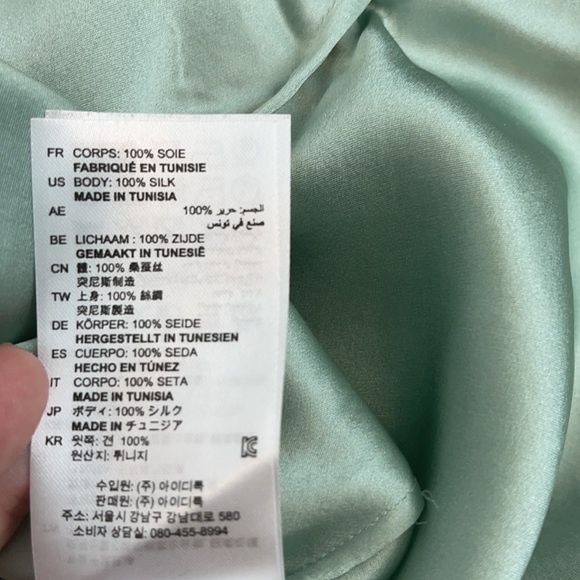 FR CORPS: 100% SOIE
FABRIQUÉ EN TUNISIE
US BODY: 100% SILK
MADE IN TUNISIA
AE الجسم: حرير 100%
صنع في تونس
BE LICHAAM : 100% ZIJDE
GEMAAKT IN TUNESIË
CN 體: 100% 桑蚕丝
突尼斯制造
TW 上身: 100% 絲綢
突尼斯製造
DE KÖRPER: 100% SEIDE
HERGESTELLT IN TUNESIEN
ES CUERPO: 100% SEDA
HECHO EN TÚNEZ
IT CORPO: 100% SETA
MADE IN TUNISIA
JP ボディ: 100% シルク
MADE IN チュニジア
KR 윗쪽: 견 100%
원산지: 튀니지
수입원: (주) 아이디룩
판매원: (주) 아이디룩
주소: 서울시 강남구 강남대로 580
소비자 상담실: 080-455-8994